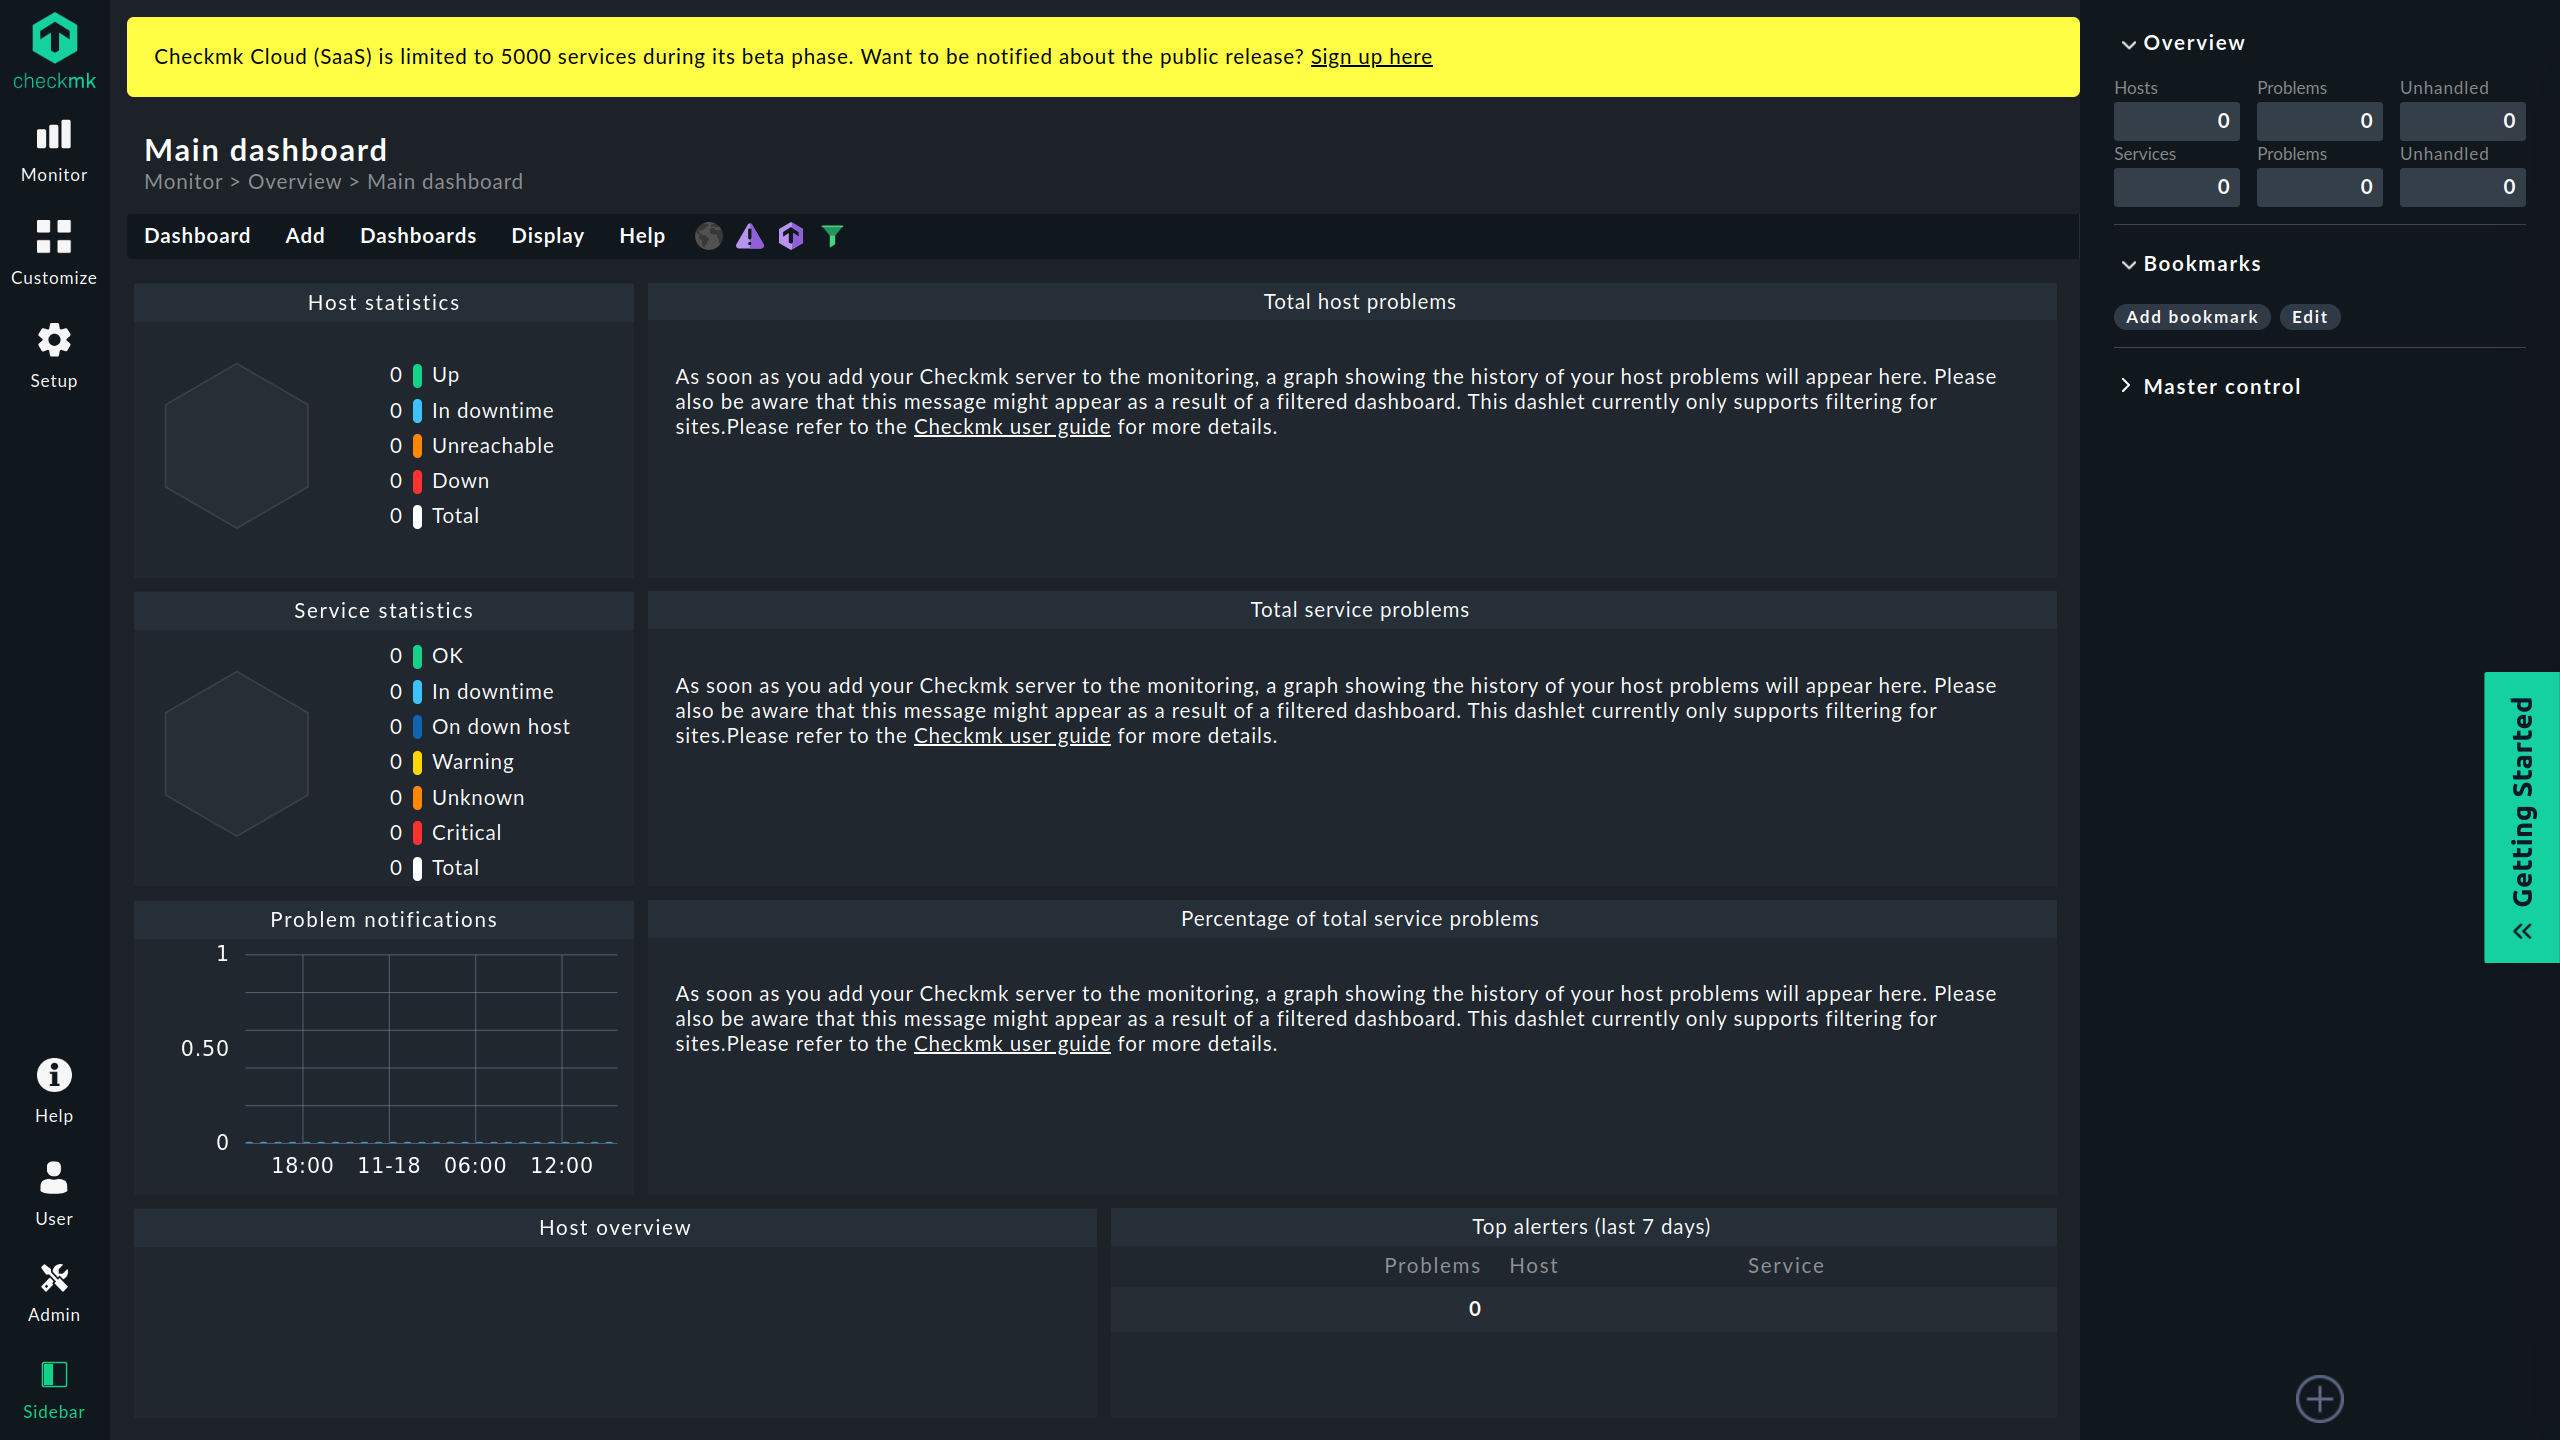 checkmk
Monitor
Customize
Setup
Help
User
Admin
Sidebar
Checkmk Cloud (SaaS) is limited to 5000 services during its beta phase. Want to be notified about the public release? Sign up here
Main dashboard
Monitor > Overview > Main dashboard
Dashboard Add Dashboards Display Help
Host statistics
0 Up
0 In downtime
0 Unreachable
0 Down
0 Total
Total host problems
As soon as you add your Checkmk server to the monitoring, a graph showing the history of your host problems will appear here. Please
also be aware that this message might appear as a result of a filtered dashboard. This dashlet currently only supports filtering for
sites.Please refer to the Checkmk user guide for more details.
Service statistics
0 OK
0 In downtime
0 On down host
0 Warning
0 Unknown
0 Critical
0 Total
Total service problems
As soon as you add your Checkmk server to the monitoring, a graph showing the history of your host problems will appear here. Please
also be aware that this message might appear as a result of a filtered dashboard. This dashlet currently only supports filtering for
sites.Please refer to the Checkmk user guide for more details.
Problem notifications
1
0.50
0
18:00 11-18 06:00 12:00
Percentage of total service problems
As soon as you add your Checkmk server to the monitoring, a graph showing the history of your host problems will appear here. Please
also be aware that this message might appear as a result of a filtered dashboard. This dashlet currently only supports filtering for
sites.Please refer to the Checkmk user guide for more details.
Host overview
Top alerters (last 7 days)
Problems Host Service
0
Overview
Hosts Problems Unhandled
0 0 0
Services Problems Unhandled
0 0 0
Bookmarks
Add bookmark Edit
Master control
Getting Started